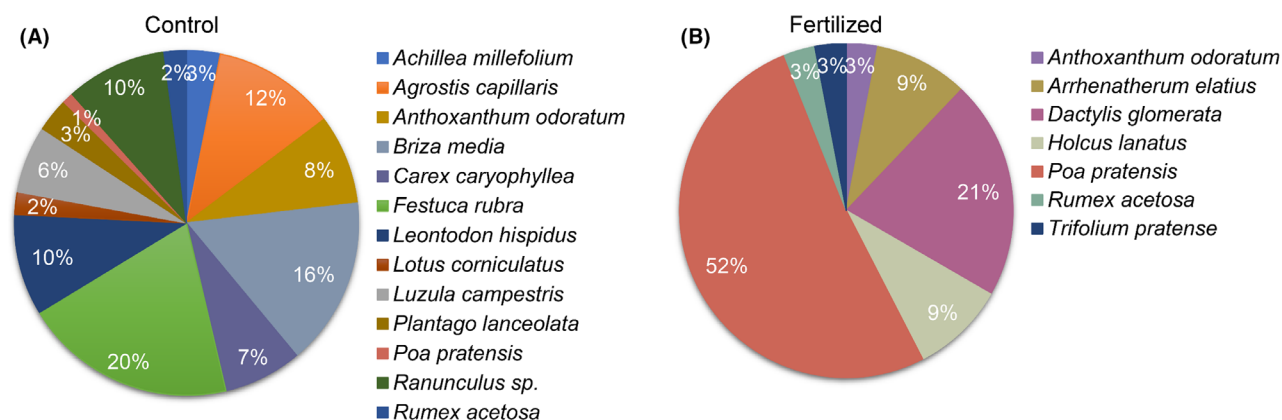 (A)
Control
3%
12%
8%
16%
7%
20%
10%
2%
6%
3%
1%
10%
2%
Achillea millefolium
Agrostis capillaris
Anthoxanthum odoratum
Briza media
Carex caryophyllea
Festuca rubra
Leontodon hispidus
Lotus corniculatus
Luzula campestris
Plantago lanceolata
Poa pratensis
Ranunculus sp.
Rumex acetosa
(B)
Fertilized
3%
9%
21%
9%
52%
3%
3%
Anthoxanthum odoratum
Arrhenatherum elatius
Dactylis glomerata
Holcus lanatus
Poa pratensis
Rumex acetosa
Trifolium pratense